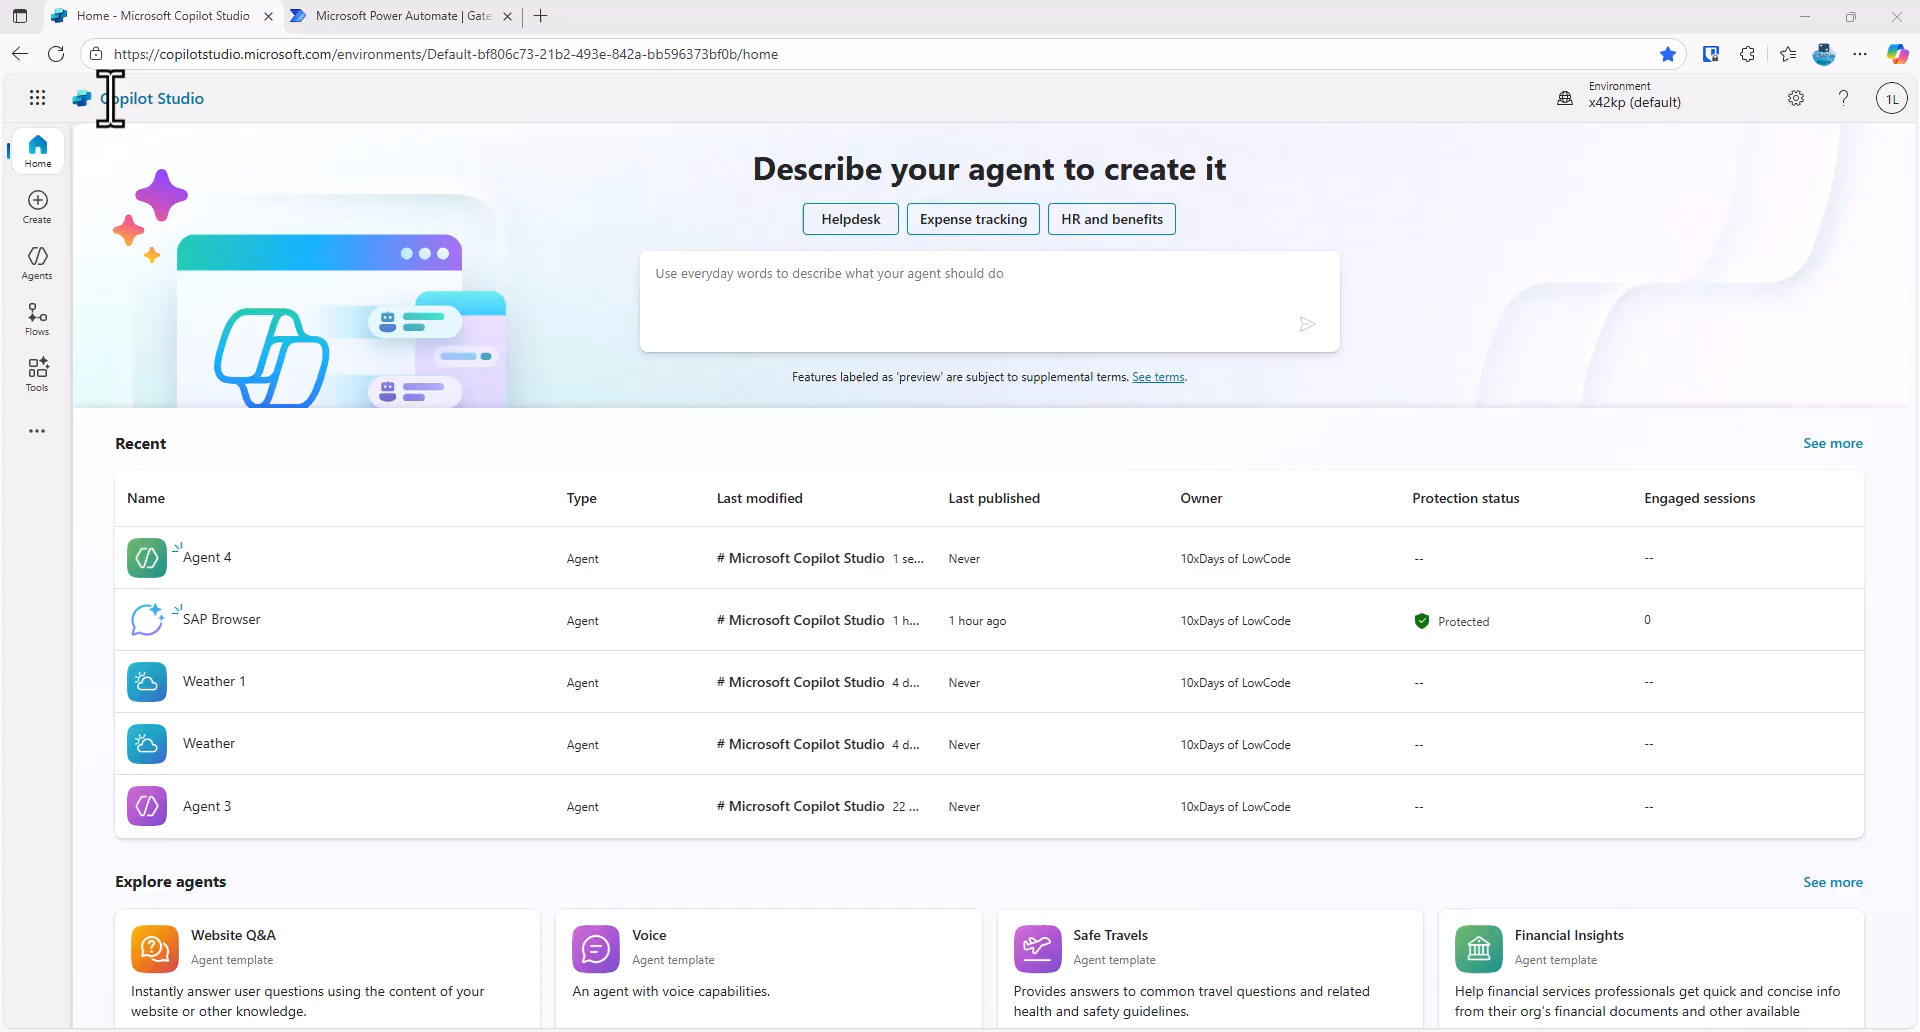 Home - Microsoft Copilot Studio
Microsoft Power Automate | Gate
https://copilotstudio.microsoft.com/environments/Default-bf806c73-21b2-493e-842a-bb596373bf0b/home
Copilot Studio
Environment
x42kp (default)
?
1L
Home
Create
Agents
Flows
Tools
Describe your agent to create it
Helpdesk
Expense tracking
HR and benefits
Use everyday words to describe what your agent should do
Features labeled as 'preview' are subject to supplemental terms. See terms.
Recent
See more
Name Type Last modified Last published Owner Protection status Engaged sessions
Agent 4 Agent # Microsoft Copilot Studio 1 se... Never 10xDays of LowCode -- --
SAP Browser Agent # Microsoft Copilot Studio 1 h... 1 hour ago 10xDays of LowCode Protected 0
Weather 1 Agent # Microsoft Copilot Studio 4 d... Never 10xDays of LowCode -- --
Weather Agent # Microsoft Copilot Studio 4 d... Never 10xDays of LowCode -- --
Agent 3 Agent # Microsoft Copilot Studio 22 ... Never 10xDays of LowCode -- --
Explore agents
See more
Website Q&A
Agent template
Instantly answer user questions using the content of your
website or other knowledge.
Voice
Agent template
An agent with voice capabilities.
Safe Travels
Agent template
Provides answers to common travel questions and related
health and safety guidelines.
Financial Insights
Agent template
Help financial services professionals get quick and concise info
from their org's financial documents and other available